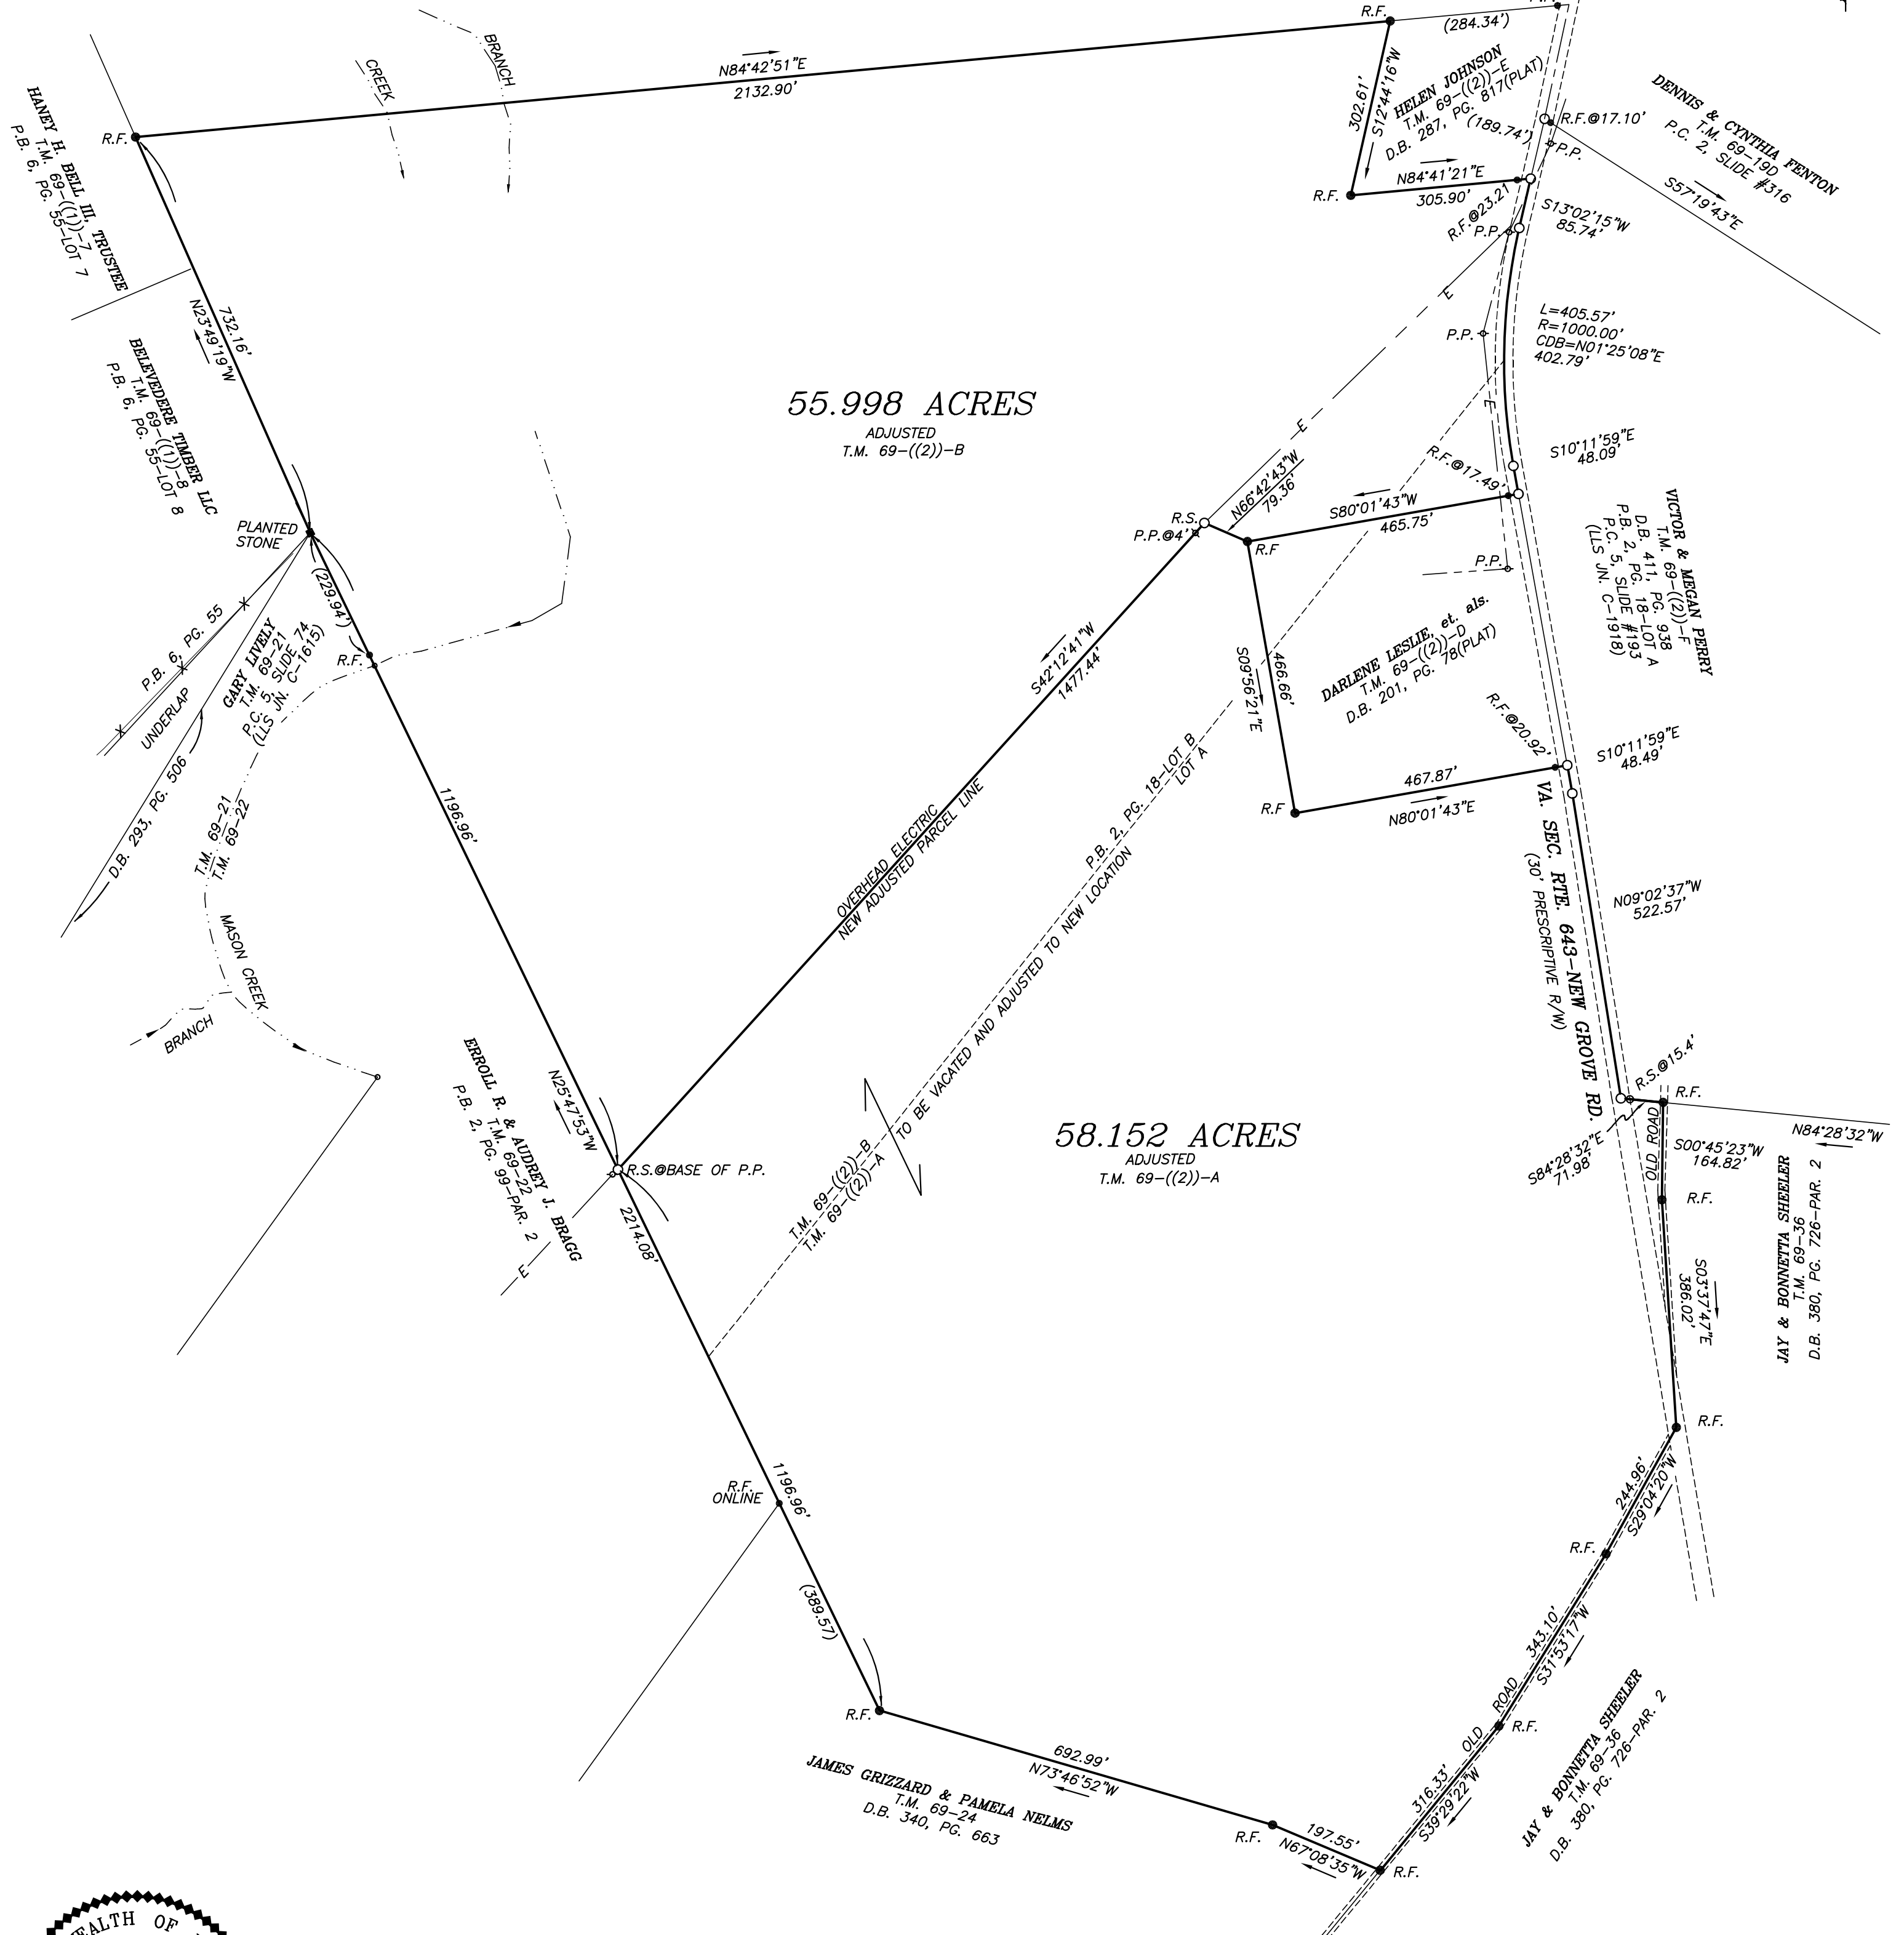 R.F.
(284.34')
N84°42'51"E
2132.90'
CREEK
BRANCH
R.F.
302.61'
S12°44'16"W
HELEN JOHNSON
T.M. 69-((2))-E
D.B. 287, PG. 817(PLAT)
(189.74')
R.F.@17.10'
P.P.
DENNIS & CYNTHIA FENTON
T.M. 69-19D
P.C. 2, SLIDE #316
S57°19'43"E
HANEY H. BELL III, TRUSTEE
T.M. 69-((1))-7
P.B. 6, PG. 55-LOT 7
R.F.
N84°41'21"E
305.90'
R.F.@23.21
P.P.
S13°02'15"W
85.74'
E
732.16'
N23°49'19"W
BELEVEDERE TIMBER LLC
T.M. 69-((1))-8
P.B. 6, PG. 55-LOT 8
P.P.
L=405.57'
R=1000.00'
CDB=N01°25'08"E
402.79'
55.998 ACRES
ADJUSTED
T.M. 69-((2))-B
E
E
R.F.@17.49'
S10°11'59"E
48.09'
N66°42'43"W
79.36'
S80°01'43"W
465.75'
R.S.
P.P.@4'
R.F
P.P.
VICTOR & MEGAN PERRY
T.M. 69-((2))-F
D.B. 411, PG. 938
P.B. 2, PG. 18-LOT A
P.C. 5, SLIDE #193
(LLS JN. C-1918)
PLANTED
STONE
(229.94')
R.F.
P.B. 6, PG. 55
UNDERLAP
GARY LIVELY
T.M. 69-21
P.C. 5, SLIDE 74
(LLS JN. C-1615)
D.B. 293, PG. 506
T.M. 69-21
T.M. 69-22
MASON CREEK
BRANCH
S42°12'41"W
1477.44'
466.66'
S09°56'21"E
DARLENE LESLIE, et. als.
T.M. 69-((2))-D
D.B. 201, PG. 78(PLAT)
R.F.@20.92'
S10°11'59"E
48.49'
R.F
467.87'
N80°01'43"E
1196.96'
OVERHEAD ELECTRIC
NEW ADJUSTED PARCEL LINE
P.B. 2, PG. 18-LOT B
LOT A
TO BE VACATED AND ADJUSTED TO NEW LOCATION
T.M. 69-((2))-B
T.M. 69-((2))-A
VA. SEC. RTE. 643-NEW GROVE RD.
(30' PRESCRIPTIVE R/W)
N09°02'37"W
522.57'
R.S.@15.4'
R.F.
N84°28'32"W
S84°28'32"E
71.98'
OLD ROAD
S00°45'23"W
164.82'
R.F.
JAY & BONNETTA SHEELER
T.M. 69-36
D.B. 380, PG. 726-PAR. 2
S03°37'47"E
386.02'
R.F.
N25°47'53"W
ERROLL R. & AUDREY J. BRAGG
T.M. 69-22
P.B. 2, PG. 99-PAR. 2
R.S.@BASE OF P.P.
2214.08'
E
58.152 ACRES
ADJUSTED
T.M. 69-((2))-A
R.F.
ONLINE
1196.96'
(389.57)
244.96'
S29°04'20"W
R.F.
343.10'
S31°53'17"W
OLD ROAD
R.F.
316.33'
S39°29'22"W
JAY & BONNETTA SHEELER
T.M. 69-36
D.B. 380, PG. 726-PAR. 2
R.F.
692.99'
N73°46'52"W
JAMES GRIZZARD & PAMELA NELMS
T.M. 69-24
D.B. 340, PG. 663
R.F.
197.55'
N67°08'35"W
R.F.
EALTH OF